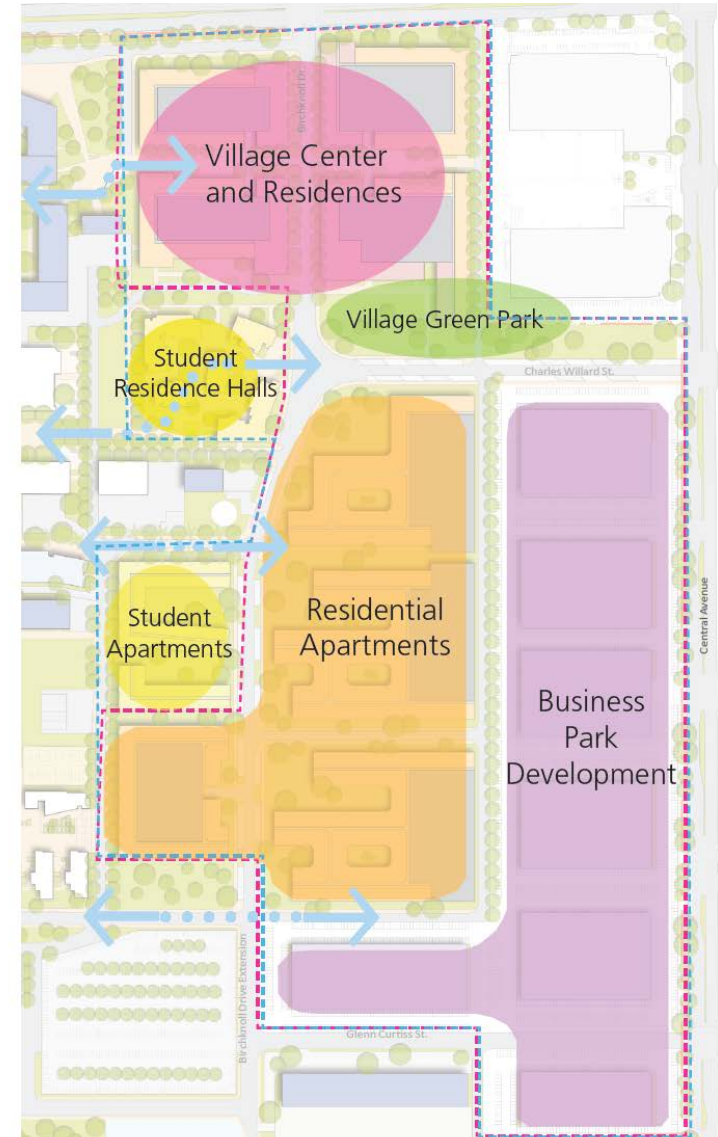 Birchknoll Dr.
Village Center
and Residences
Village Green Park
Student
Residence Halls
Charles Willard St.
Student
Apartments
Residential
Apartments
Central Avenue
Business
Park
Development
Birchknoll Drive Extension
Glenn Curtiss St.